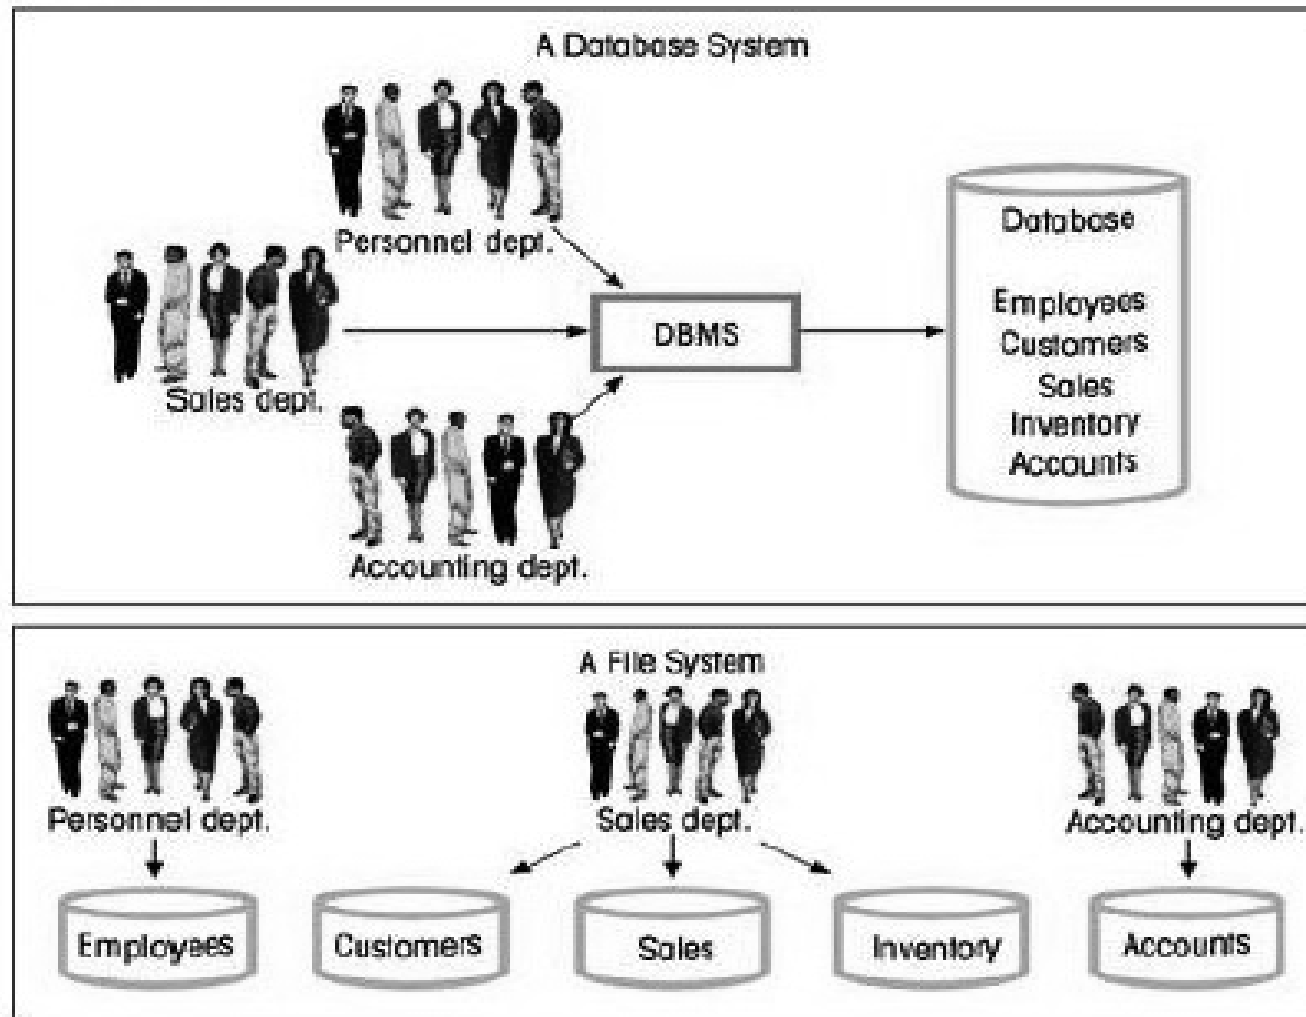 A Database System
Personnel dept.
Sales dept.
Accounting dept.
DBMS
Database
Employees
Customers
Sales
Inventory
Accounts
A File System
Personnel dept.
Sales dept.
Accounting dept.
Employees
Customers
Sales
Inventory
Accounts